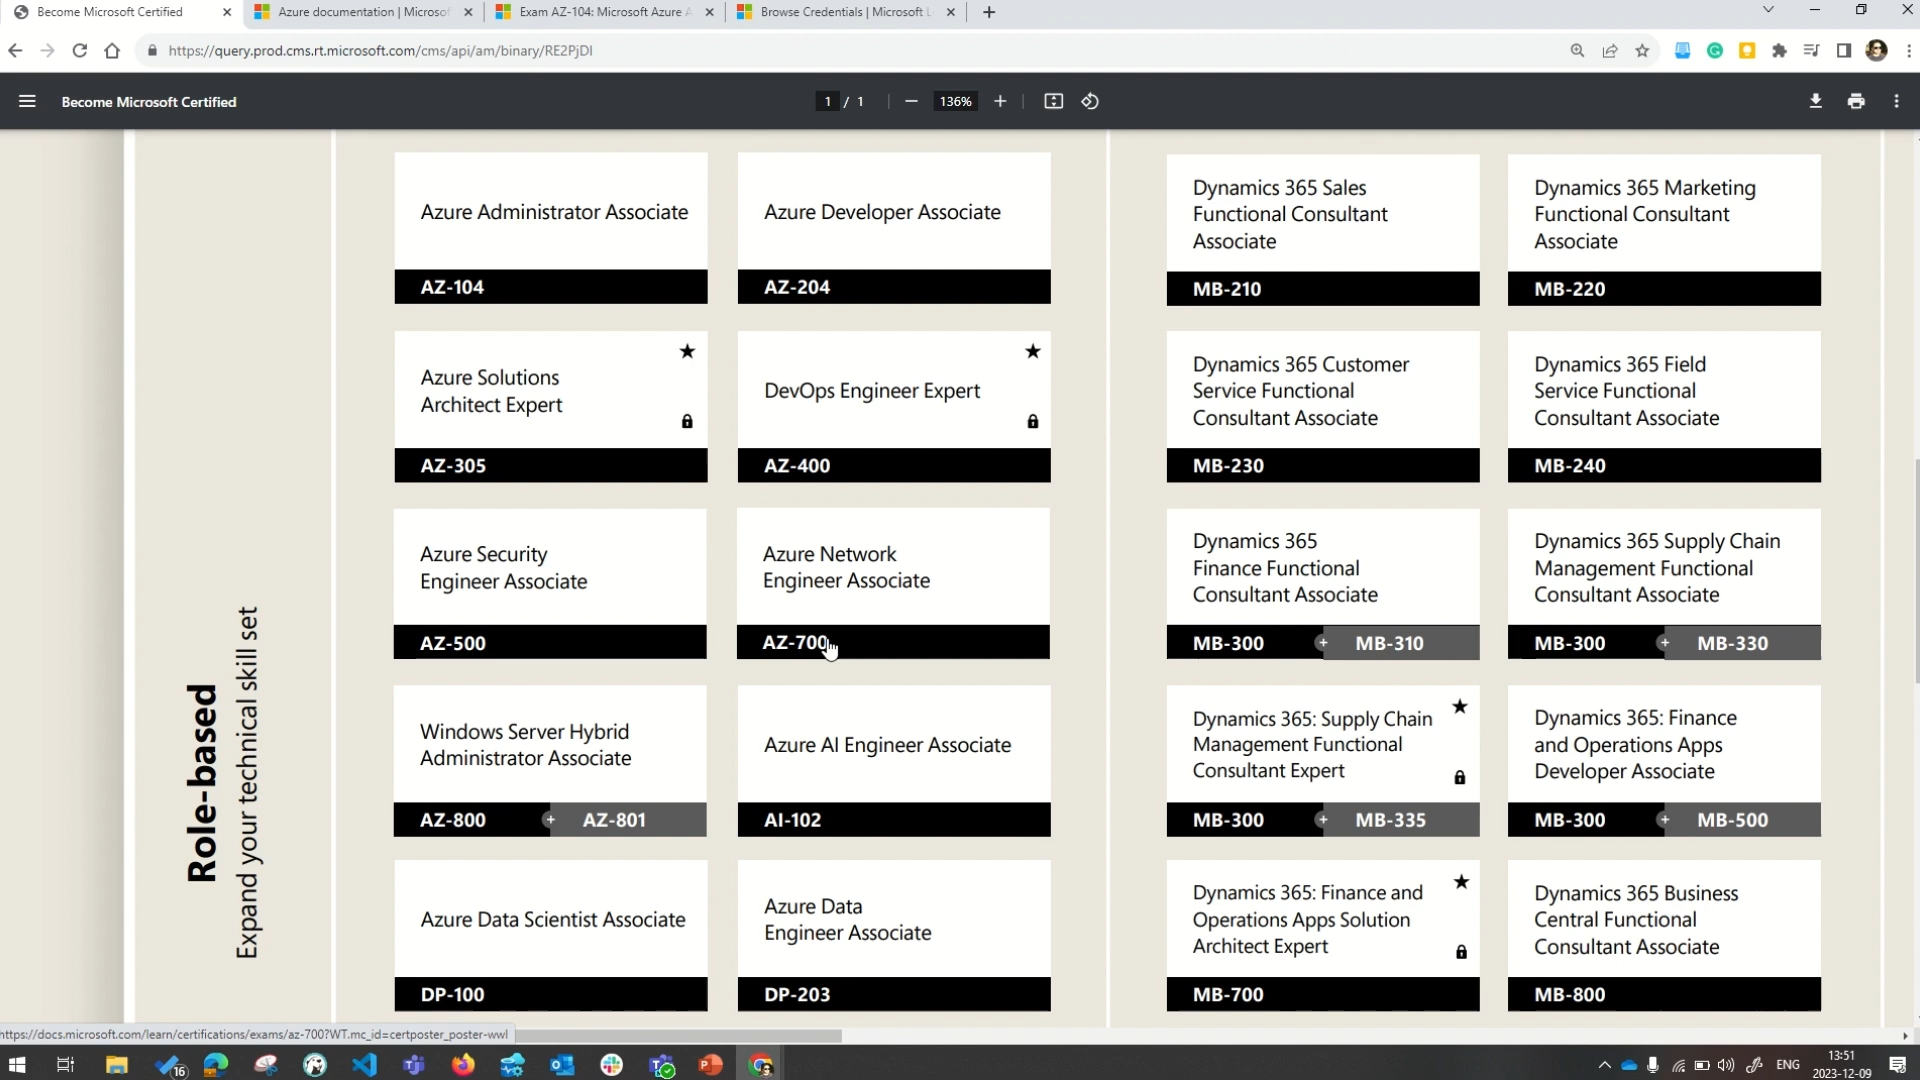 Become Microsoft Certified
Azure documentation | Microsof
Exam AZ-104: Microsoft Azure A
Browse Credentials | Microsoft L
https://query.prod.cms.rt.microsoft.com/cms/api/am/binary/RE2PjDI
Become Microsoft Certified
1 / 1
136%
Role-based
Expand your technical skill set
Azure Administrator Associate
AZ-104
Azure Developer Associate
AZ-204
Dynamics 365 Sales
Functional Consultant
Associate
MB-210
Dynamics 365 Marketing
Functional Consultant
Associate
MB-220
Azure Solutions
Architect Expert
AZ-305
DevOps Engineer Expert
AZ-400
Dynamics 365 Customer
Service Functional
Consultant Associate
MB-230
Dynamics 365 Field
Service Functional
Consultant Associate
MB-240
Azure Security
Engineer Associate
AZ-500
Azure Network
Engineer Associate
AZ-700
Dynamics 365
Finance Functional
Consultant Associate
MB-300 + MB-310
Dynamics 365 Supply Chain
Management Functional
Consultant Associate
MB-300 + MB-330
Windows Server Hybrid
Administrator Associate
AZ-800 + AZ-801
Azure AI Engineer Associate
AI-102
Dynamics 365: Supply Chain
Management Functional
Consultant Expert
MB-300 + MB-335
Dynamics 365: Finance
and Operations Apps
Developer Associate
MB-300 + MB-500
Azure Data Scientist Associate
DP-100
Azure Data
Engineer Associate
DP-203
Dynamics 365: Finance and
Operations Apps Solution
Architect Expert
MB-700
Dynamics 365 Business
Central Functional
Consultant Associate
MB-800
https://docs.microsoft.com/learn/certifications/exams/az-700?WT.mc_id=certposter_poster-wwl
16
ENG
13:51
2023-12-09